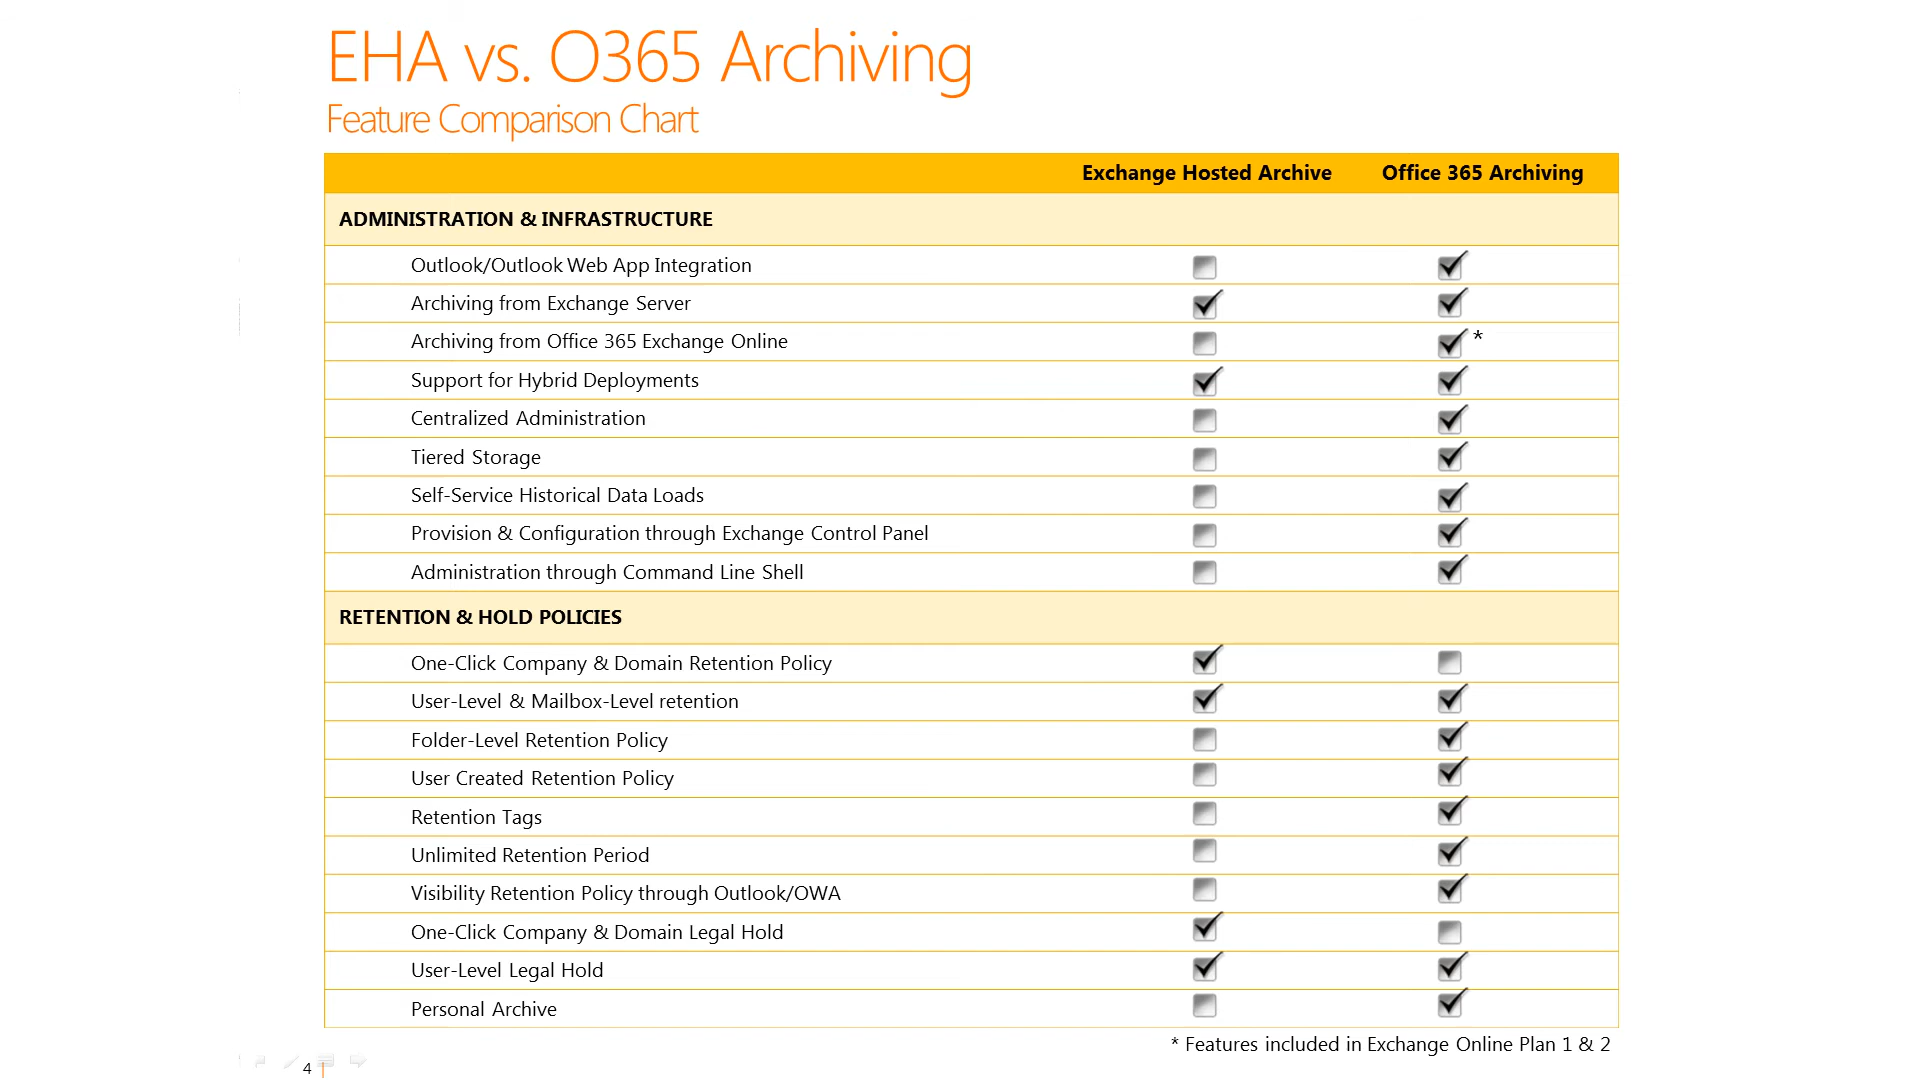 EHA vs. O365 Archiving
Feature Comparison Chart
Exchange Hosted Archive Office 365 Archiving
ADMINISTRATION & INFRASTRUCTURE
Outlook/Outlook Web App Integration
Archiving from Exchange Server
Archiving from Office 365 Exchange Online *
Support for Hybrid Deployments
Centralized Administration
Tiered Storage
Self-Service Historical Data Loads
Provision & Configuration through Exchange Control Panel
Administration through Command Line Shell
RETENTION & HOLD POLICIES
One-Click Company & Domain Retention Policy
User-Level & Mailbox-Level retention
Folder-Level Retention Policy
User Created Retention Policy
Retention Tags
Unlimited Retention Period
Visibility Retention Policy through Outlook/OWA
One-Click Company & Domain Legal Hold
User-Level Legal Hold
Personal Archive
* Features included in Exchange Online Plan 1 & 2
4